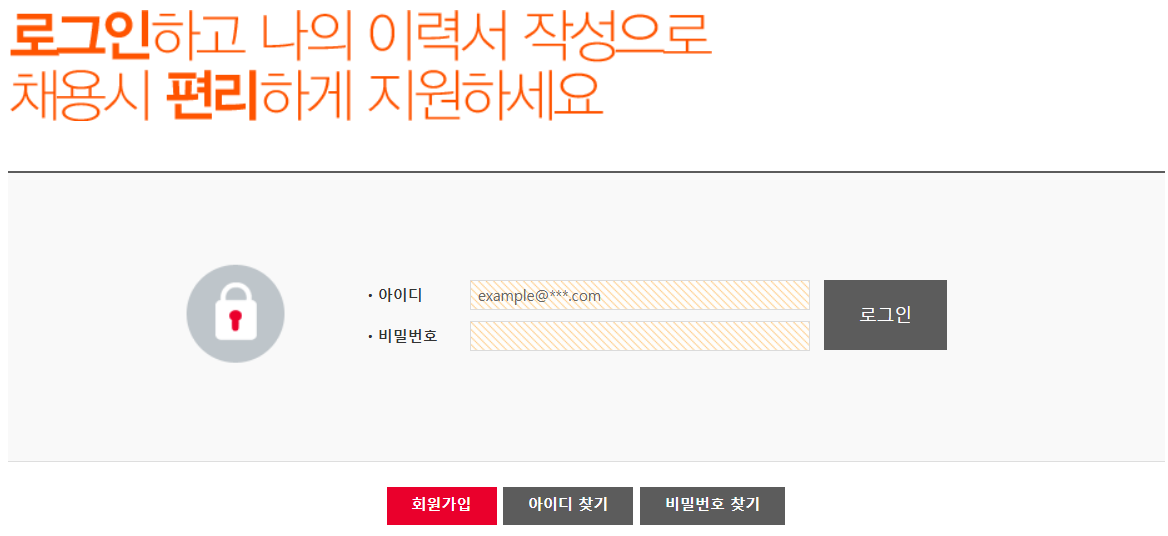 로그인하고 나의 이력서 작성으로
채용시 편리하게 지원하세요
• 아이디 example@***.com 로그인
• 비밀번호
회원가입 아이디 찾기 비밀번호 찾기